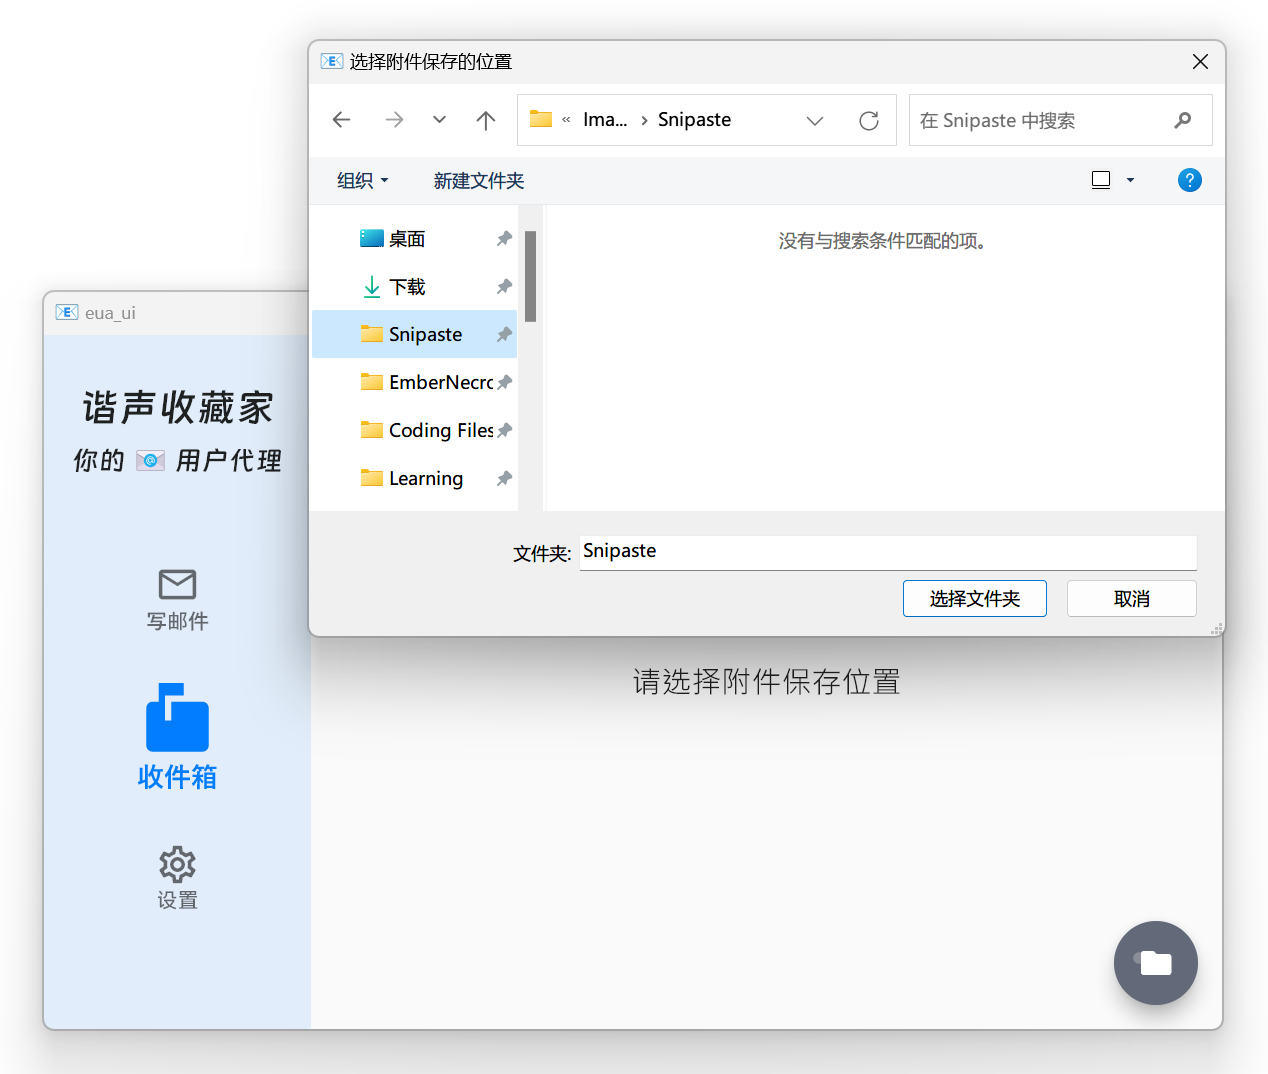 选择附件保存的位置
« Ima... › Snipaste
在 Snipaste 中搜索
组织
新建文件夹
?
桌面
下载
Snipaste
EmberNecro
Coding Files
Learning
没有与搜索条件匹配的项。
文件夹: Snipaste
选择文件夹
取消
eua_ui
谐声收藏家
你的 @ 用户代理
写邮件
收件箱
设置
请选择附件保存位置